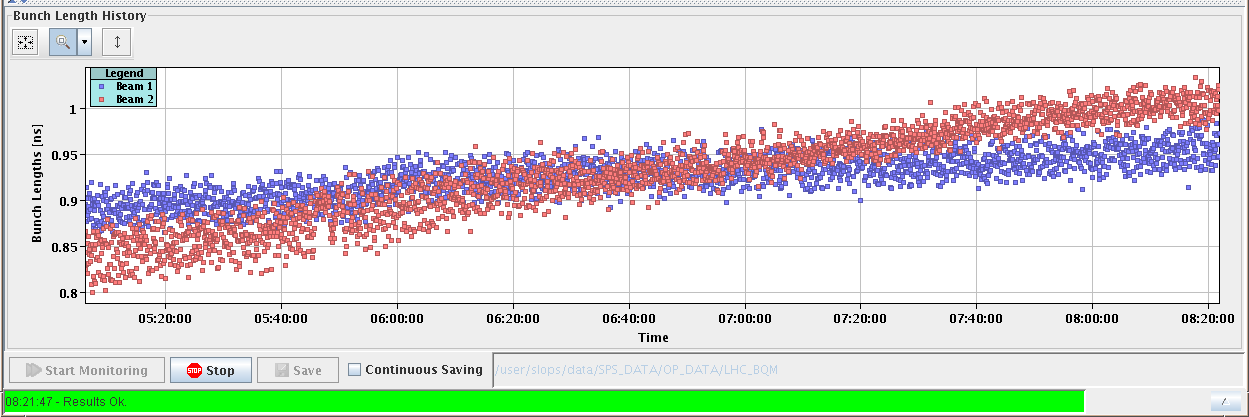 Bunch Length History
Legend
Beam 1
Beam 2
Bunch Lengths [ns]
1
0.95
0.9
0.85
0.8
05:20:00 05:40:00 06:00:00 06:20:00 06:40:00 07:00:00 07:20:00 07:40:00 08:00:00 08:20:00
Time
Start Monitoring STOP Stop Save Continuous Saving /user/slops/data/SPS_DATA/OP_DATA/LHC_BQM
08:21:47 - Results Ok.